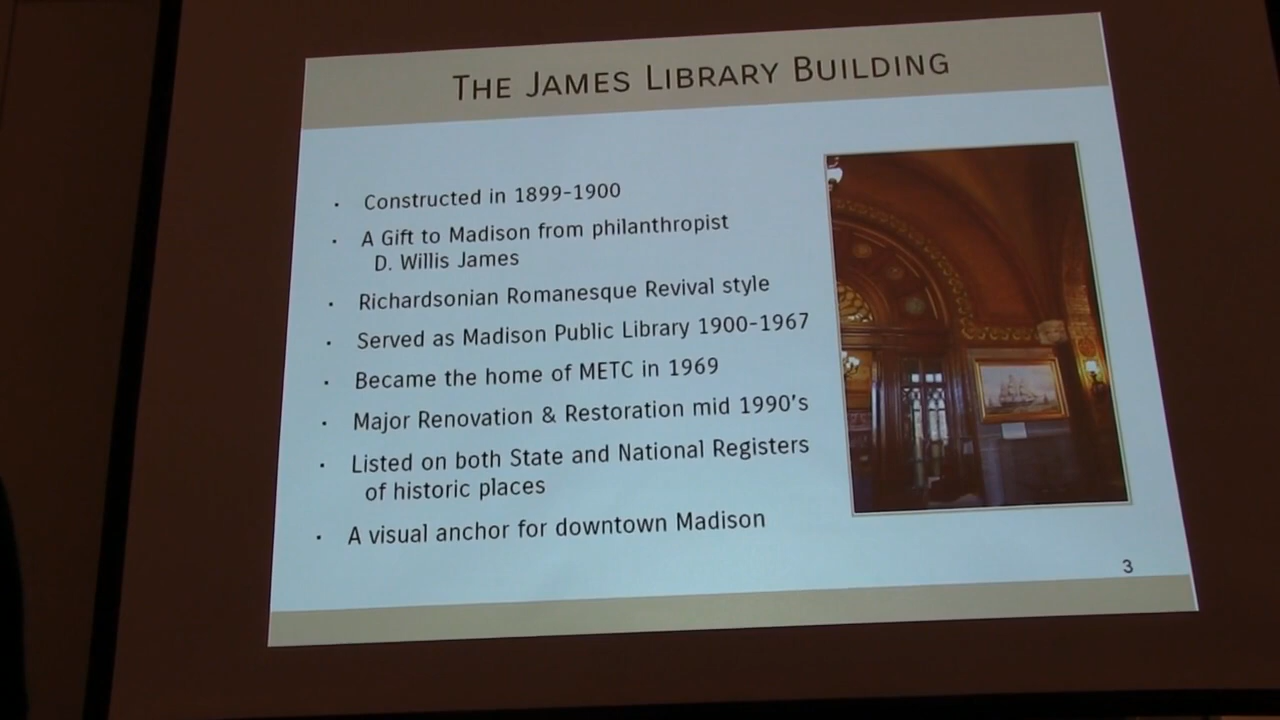 THE JAMES LIBRARY BUILDING
· Constructed in 1899-1900
· A Gift to Madison from philanthropist
D. Willis James
· Richardsonian Romanesque Revival style
· Served as Madison Public Library 1900-1967
· Became the home of METC in 1969
· Major Renovation & Restoration mid 1990's
· Listed on both State and National Registers
of historic places
· A visual anchor for downtown Madison
3